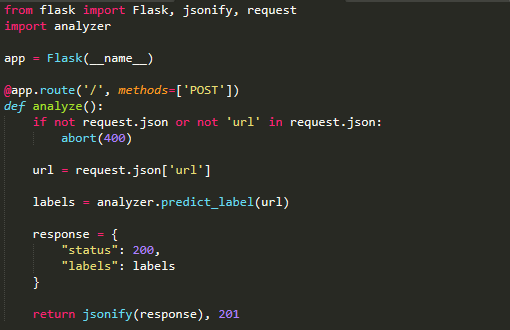 from flask import Flask, jsonify, request
import analyzer
app = Flask(__name__)
@app.route('/', methods=['POST'])
def analyze():
if not request.json or not 'url' in request.json:
abort(400)
url = request.json['url']
labels = analyzer.predict_label(url)
response = {
"status": 200,
"labels": labels
}
return jsonify(response), 201